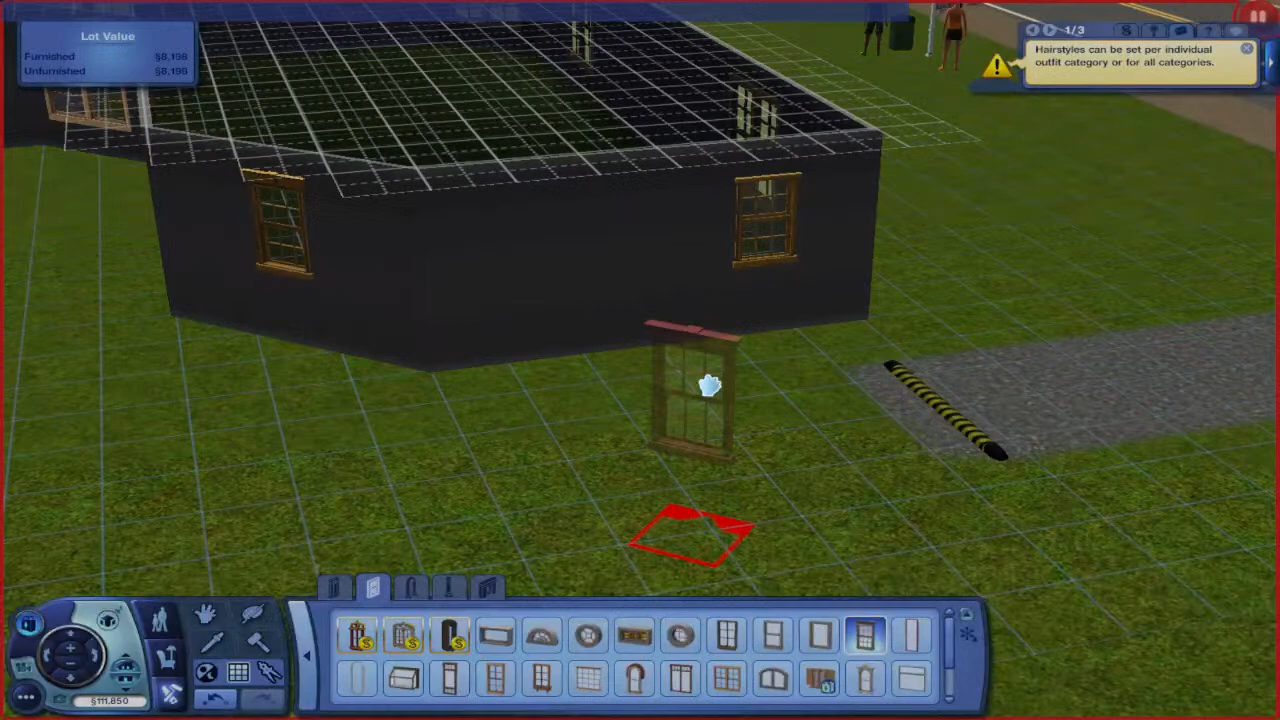 Lot Value
Furnished §8,198
Unfurnished §8,198
1/3
Hairstyles can be set per individual
outfit category or for all categories.
§111,850